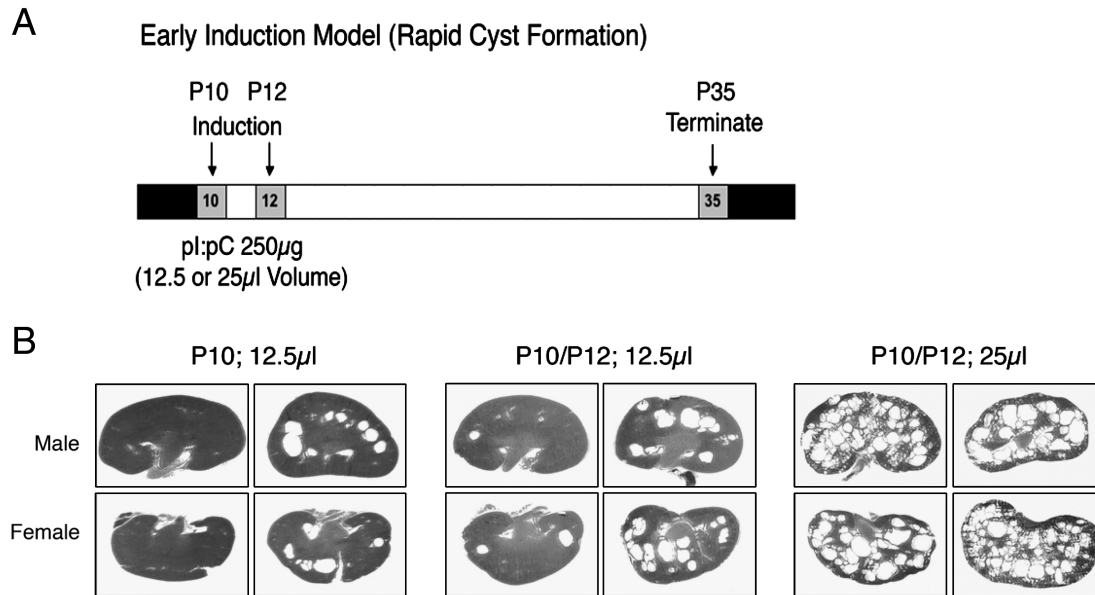 A
Early Induction Model (Rapid Cyst Formation)
P10 P12
Induction
P35
Terminate
10 12 35
pI:pC 250µg
(12.5 or 25µl Volume)
B
P10; 12.5µl P10/P12; 12.5µl P10/P12; 25µl
Male
Female